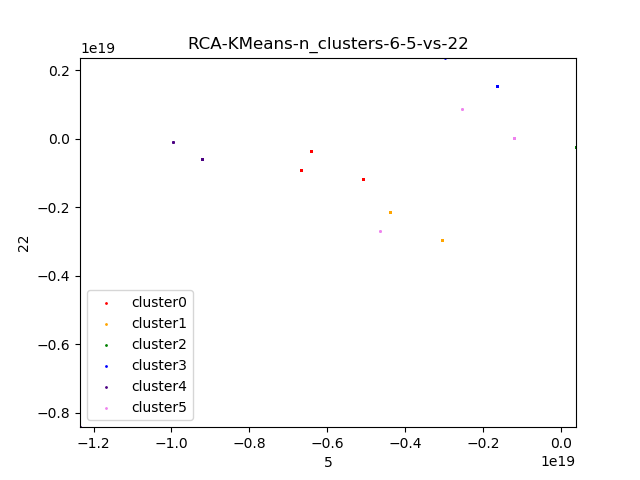 RCA-KMeans-n_clusters-6-5-vs-22
1e19
0.2
0.0
−0.2
−0.4
−0.6
−0.8
22
cluster0
cluster1
cluster2
cluster3
cluster4
cluster5
−1.2 −1.0 −0.8 −0.6 −0.4 −0.2 0.0
5
1e19